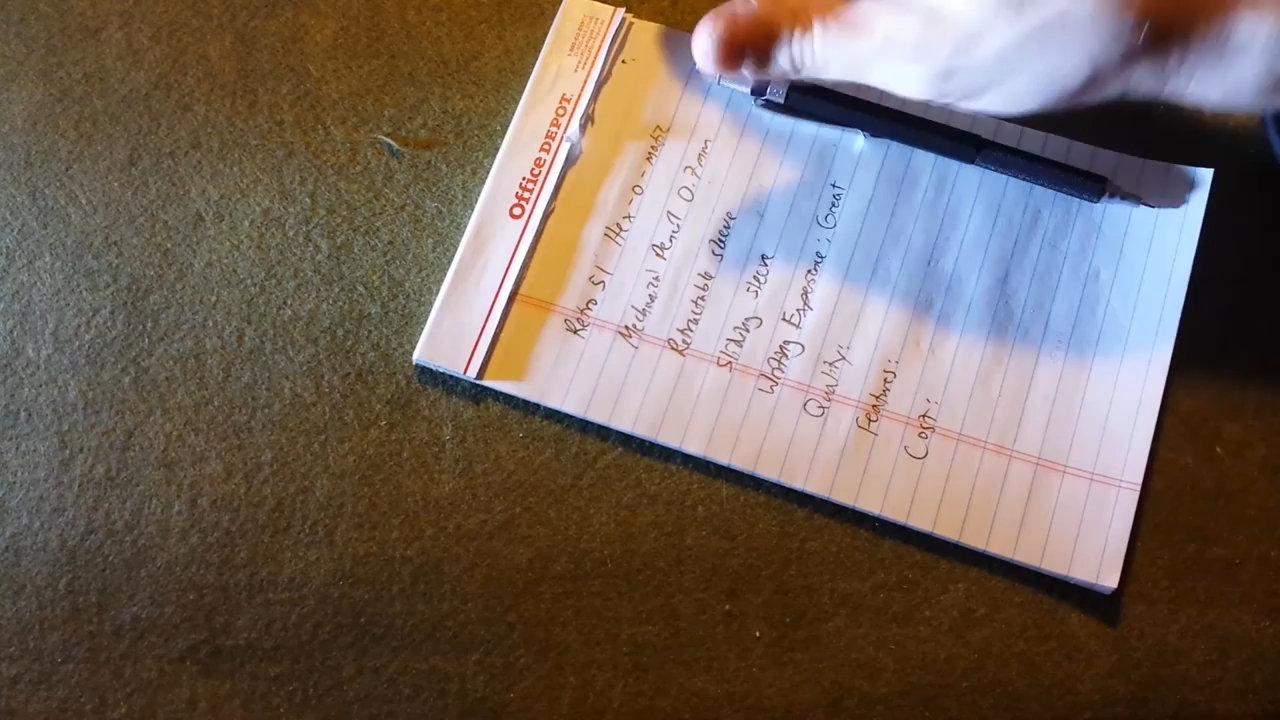 Office DEPOT
Retro 51 Hex-O-matic
Mechanical Pencil 0.7mm
Retractable sleeve
Sliding sleeve
Writing Experience: Great
Quality:
Features:
Cost: